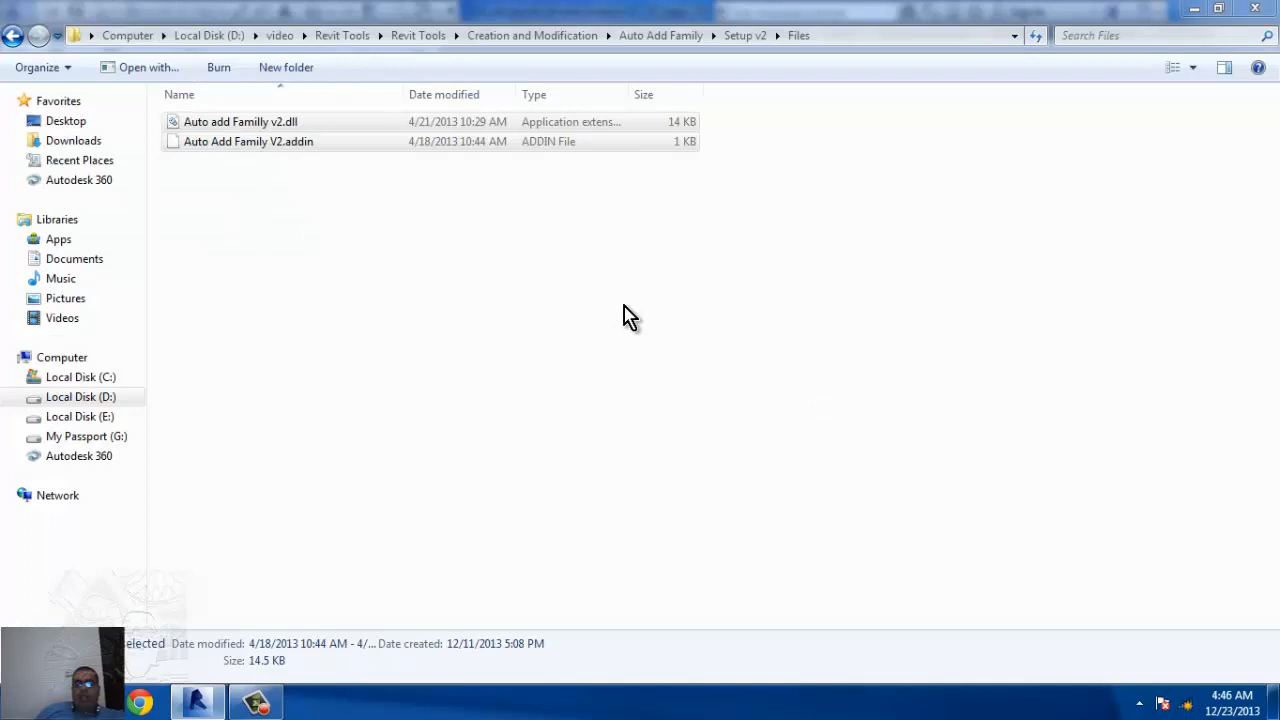 Computer Local Disk (D:) video Revit Tools Revit Tools Creation and Modification Auto Add Family Setup v2 Files Search Files
Organize Open with... Burn New folder
Name Date modified Type Size
Favorites
Desktop
Downloads
Recent Places
Autodesk 360
Libraries
Apps
Documents
Music
Pictures
Videos
Computer
Local Disk (C:)
Local Disk (D:)
Local Disk (E:)
My Passport (G:)
Autodesk 360
Network
Auto add Familly v2.dll 4/21/2013 10:29 AM Application extens... 14 KB
Auto Add Family V2.addin 4/18/2013 10:44 AM ADDIN File 1 KB
elected Date modified: 4/18/2013 10:44 AM - 4/... Date created: 12/11/2013 5:08 PM
Size: 14.5 KB
4:46 AM
12/23/2013